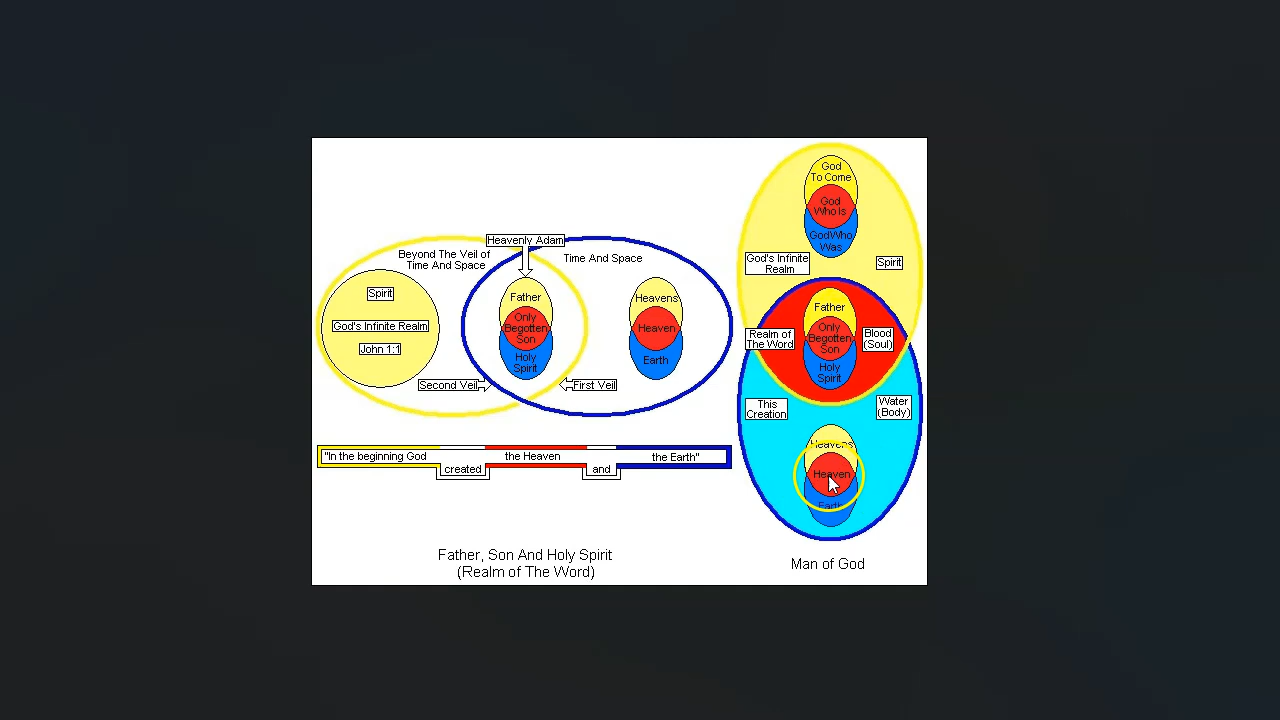 Heavenly Adam
Beyond The Veil of
Time And Space
Time And Space
Spirit
God's Infinite Realm
John 1:1
Father
Only
Begotten
Son
Holy
Spirit
Heavens
Heaven
Earth
Second Veil
First Veil
"In the beginning God
created
the Heaven
and
the Earth"
Father, Son And Holy Spirit
(Realm of The Word)
God
To Come
God
Who Is
God Who
Was
God's Infinite
Realm
Spirit
Father
Only
Begotten
Son
Holy
Spirit
Realm of
The Word
Blood
(Soul)
This
Creation
Water
(Body)
Heavens
Heaven
Earth
Man of God